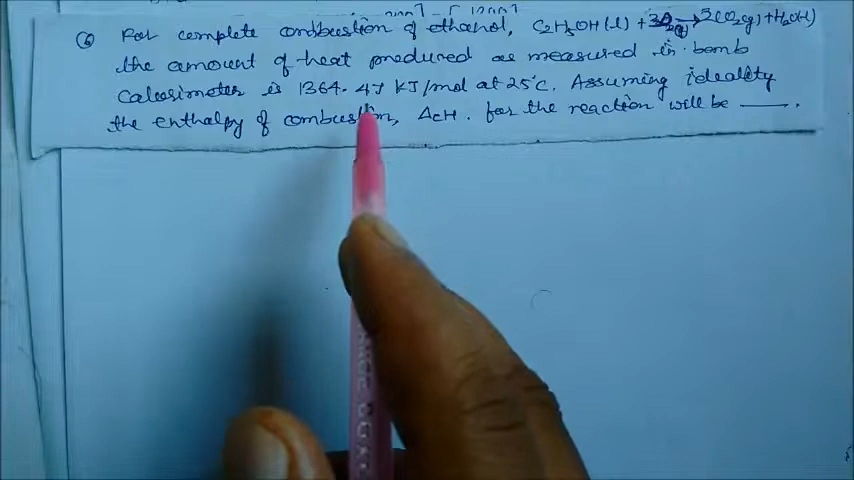 ⑥ For complete combustion of ethanol, C2H5OH(l) + 3O2(g) → 2CO2(g) + H2O(l)
the amount of heat produced as measured in bomb
Calorimeter is 1364.47 KJ/mol at 25°C. Assuming ideality
the enthalpy of combustion, ΔcH. for the reaction will be ____.